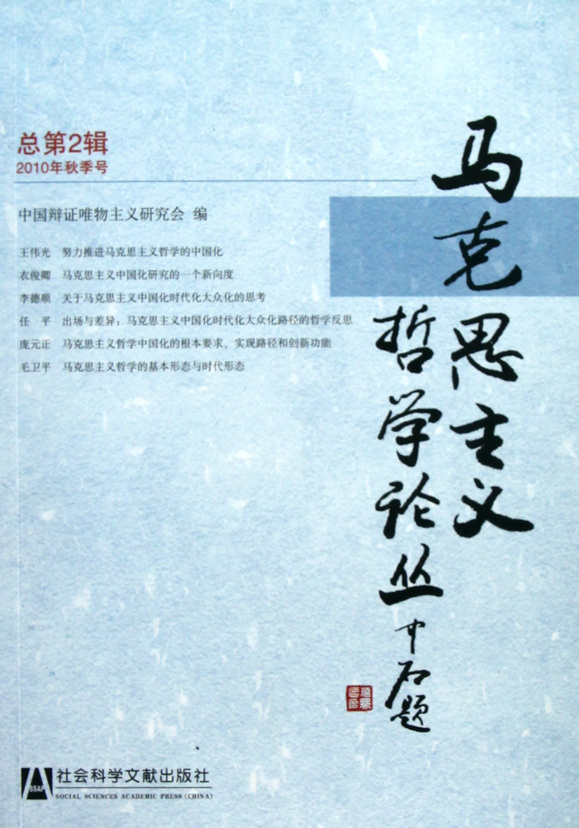 总第2辑
2010年秋季号
中国辩证唯物主义研究会 编
王伟光 努力推进马克思主义哲学的中国化
衣俊卿 马克思主义中国化研究的一个新向度
李德顺 关于马克思主义中国化时代化大众化的思考
任 平 出场与差异：马克思主义中国化时代化大众化路径的哲学反思
庞元正 马克思主义哲学中国化的根本要求、实现路径和创新功能
毛卫平 马克思主义哲学的基本形态与时代形态
马克思主义
哲学论丛
中石题
SSAP
社会科学文献出版社
SOCIAL SCIENCES ACADEMIC PRESS (CHINA)